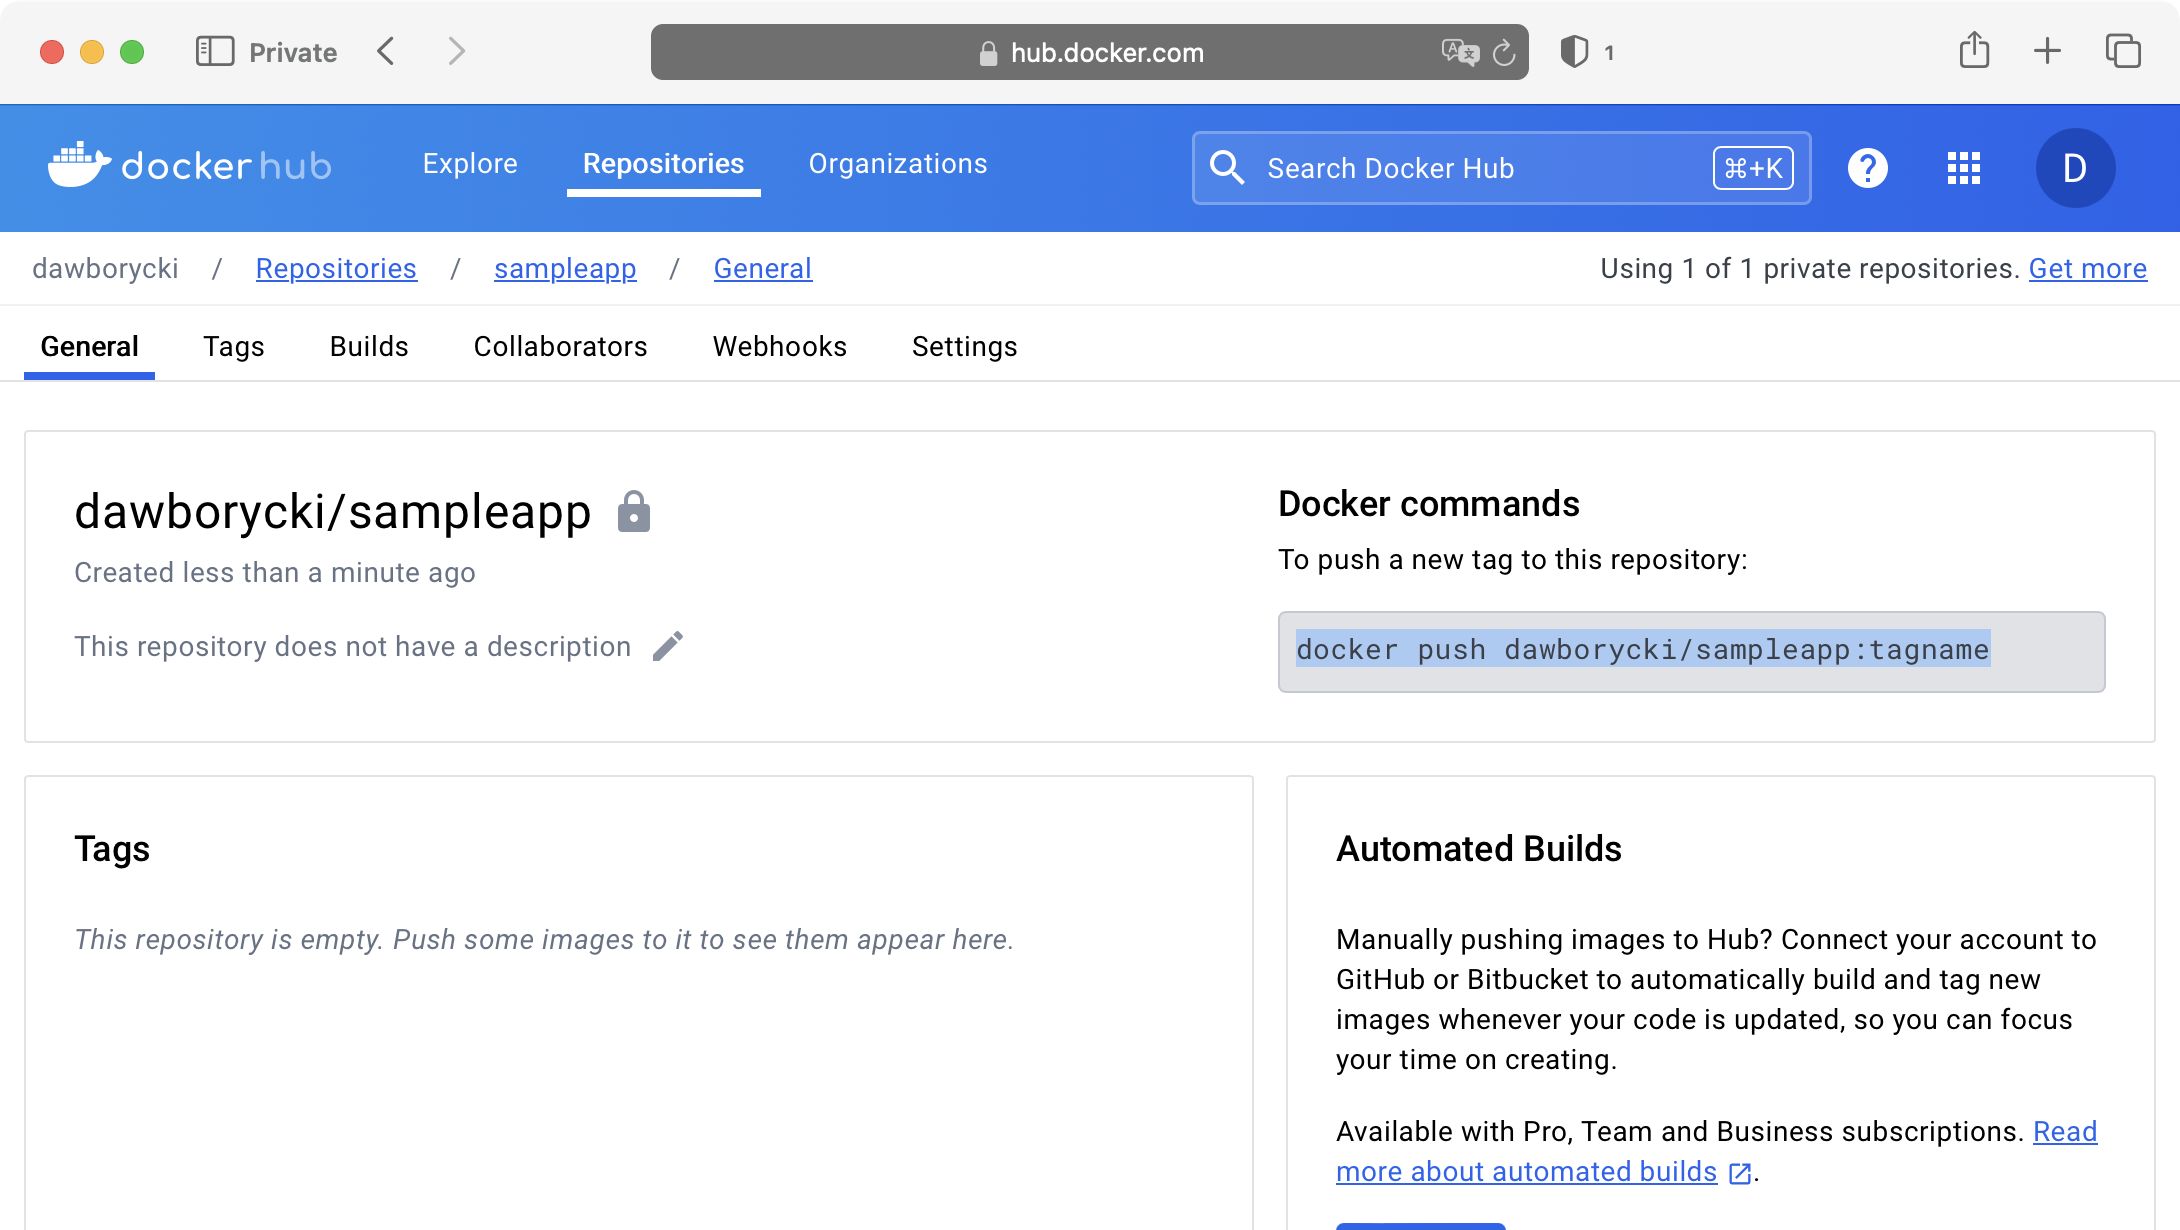 Private
hub.docker.com
1
docker hub
Explore
Repositories
Organizations
Search Docker Hub
⌘+K
?
D
dawborycki / Repositories / sampleapp / General
Using 1 of 1 private repositories. Get more
General
Tags
Builds
Collaborators
Webhooks
Settings
dawborycki/sampleapp
Created less than a minute ago
This repository does not have a description
Docker commands
To push a new tag to this repository:
docker push dawborycki/sampleapp:tagname
Tags
This repository is empty. Push some images to it to see them appear here.
Automated Builds
Manually pushing images to Hub? Connect your account to
GitHub or Bitbucket to automatically build and tag new
images whenever your code is updated, so you can focus
your time on creating.
Available with Pro, Team and Business subscriptions. Read
more about automated builds.